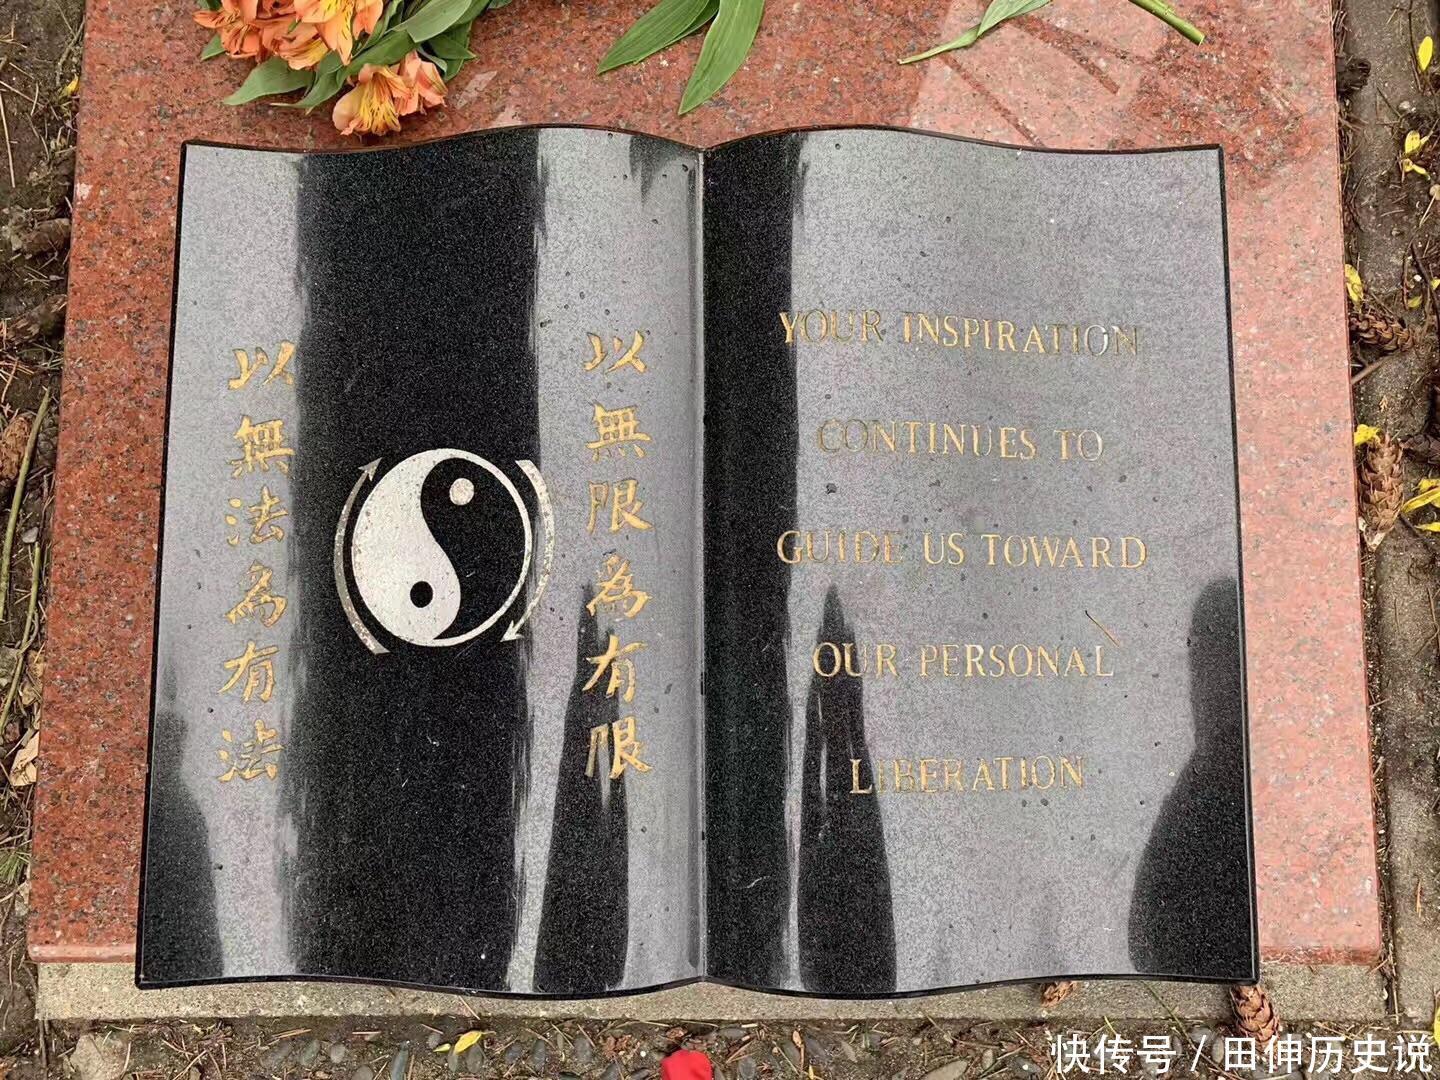 以無限為有限
以無法為有法
YOUR INSPIRATION
CONTINUES TO
GUIDE US TOWARD
OUR PERSONAL
LIBERATION
快传号/田伸历史说